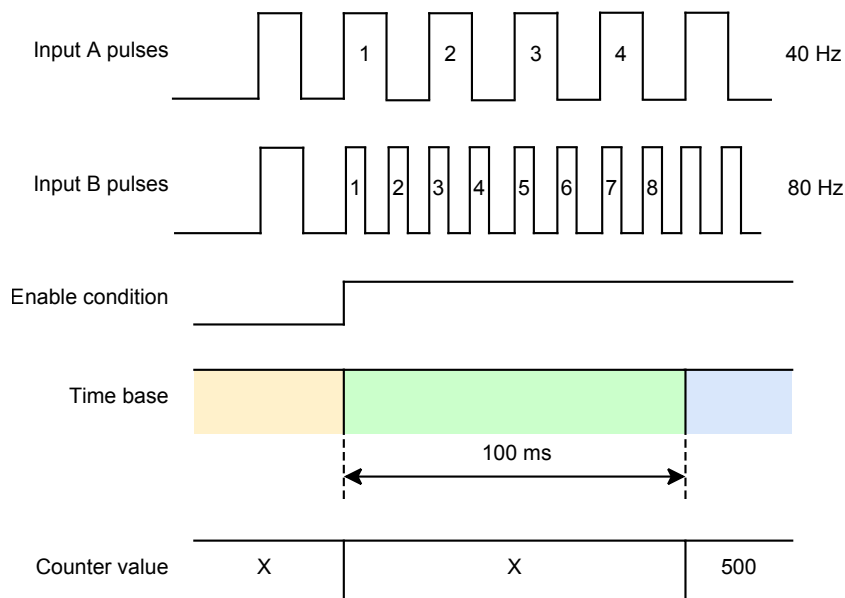 Input A pulses 1 2 3 4 40 Hz
Input B pulses 1 2 3 4 5 6 7 8 80 Hz
Enable condition
Time base
100 ms
Counter value X X 500